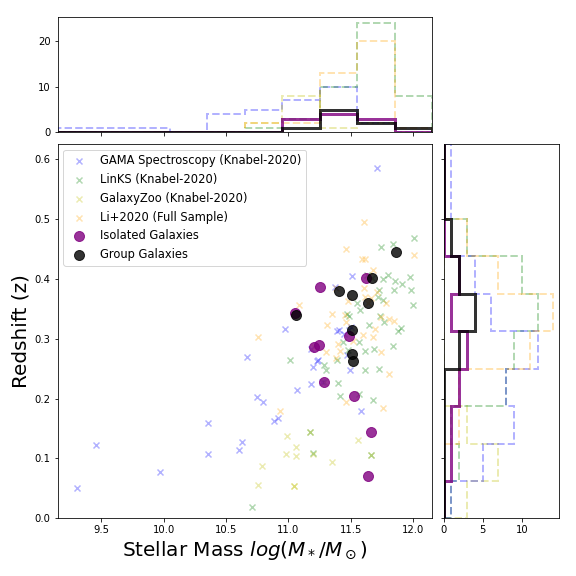 20
10
0
0.6
0.5
0.4
0.3
0.2
0.1
0.0
Redshift (z)
GAMA Spectroscopy (Knabel-2020)
LinKS (Knabel-2020)
GalaxyZoo (Knabel-2020)
Li+2020 (Full Sample)
Isolated Galaxies
Group Galaxies
9.5 10.0 10.5 11.0 11.5 12.0
0 5 10
Stellar Mass log(M*/M⊙)